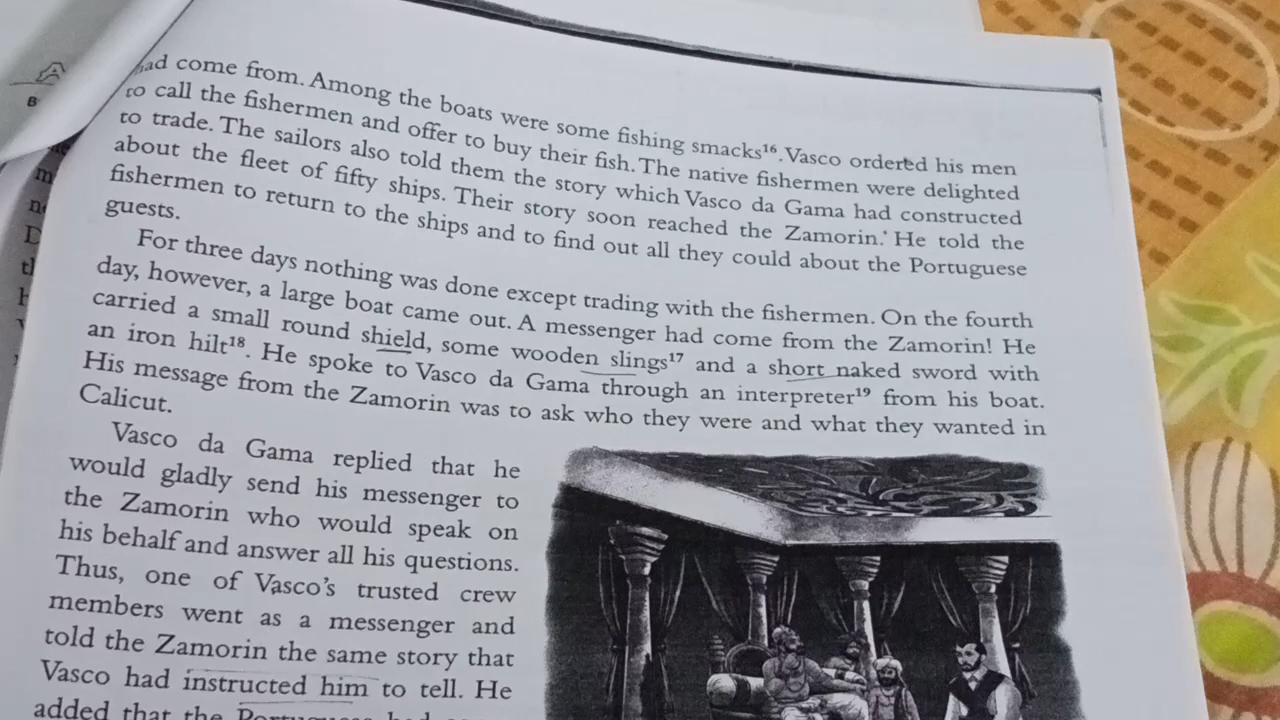 had come from. Among the boats were some fishing smacks¹⁶. Vasco ordered his men
to call the fishermen and offer to buy their fish. The native fishermen were delighted
to trade. The sailors also told them the story which Vasco da Gama had constructed
about the fleet of fifty ships. Their story soon reached the Zamorin.* He told the
fishermen to return to the ships and to find out all they could about the Portuguese
guests.
For three days nothing was done except trading with the fishermen. On the fourth
day, however, a large boat came out. A messenger had come from the Zamorin! He
carried a small round shield, some wooden slings¹⁷ and a short naked sword with
an iron hilt¹⁸. He spoke to Vasco da Gama through an interpreter¹⁹ from his boat.
His message from the Zamorin was to ask who they were and what they wanted in
Calicut.
Vasco da Gama replied that he
would gladly send his messenger to
the Zamorin who would speak on
his behalf and answer all his questions.
Thus, one of Vasco's trusted crew
members went as a messenger and
told the Zamorin the same story that
Vasco had instructed him to tell. He
added that the Portuguese had